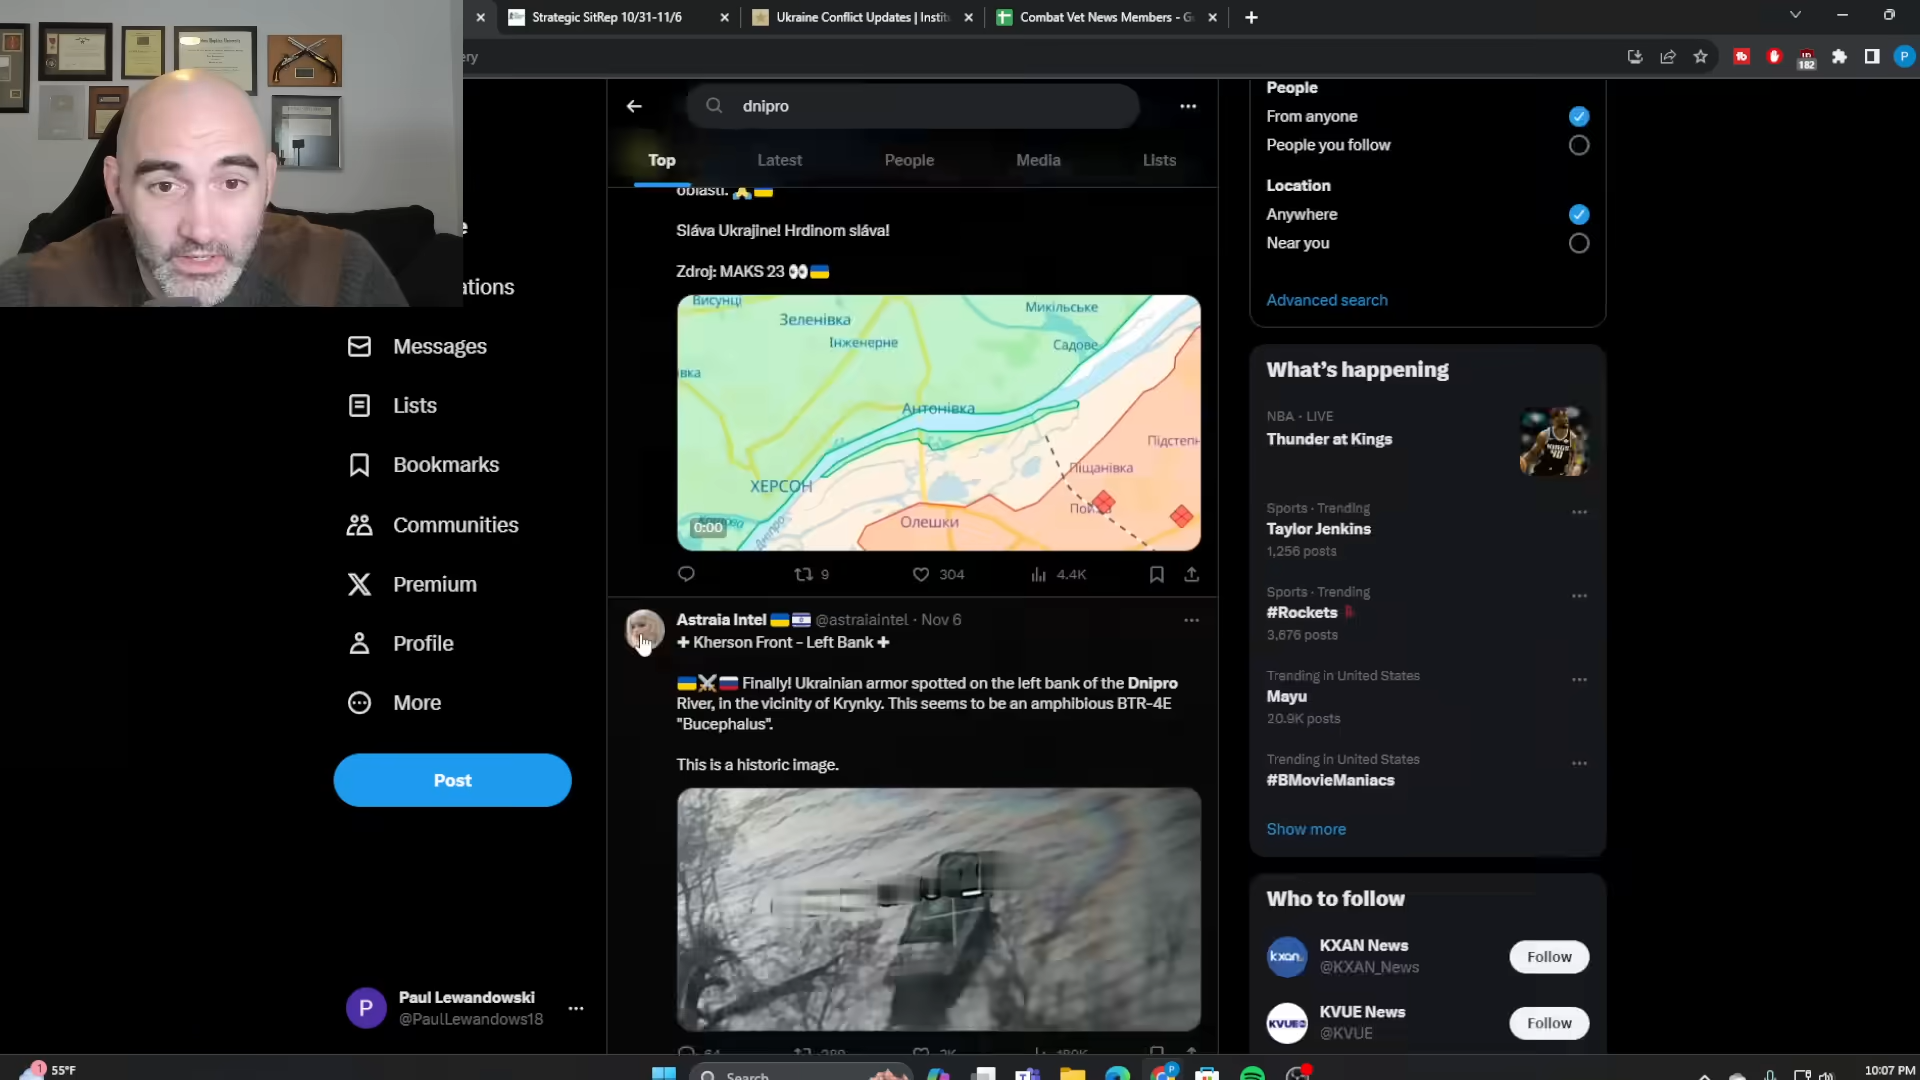 Strategic SitRep 10/31-11/6
Ukraine Conflict Updates | Instit
Combat Vet News Members - G
182
P
dnipro
Top
Latest
People
Media
Lists
oblasti. 🙏🇺🇦
Sláva Ukrajine! Hrdinom sláva!
Zdroj: MAKS 23 👀🇺🇦
Висунці
Зеленівка
Микільське
Інженерне
Садове
вка
Антонівка
Підстепн
Піщанівка
ХЕРСОН
Олешки
Дніпро
0:00
9
304
4.4K
Astraia Intel 🇺🇦🇮🇱 @astraiaintel · Nov 6
✚ Kherson Front – Left Bank ✚
🇺🇦⚔️🇷🇺 Finally! Ukrainian armor spotted on the left bank of the Dnipro
River, in the vicinity of Krynky. This seems to be an amphibious BTR-4E
"Bucephalus".
This is a historic image.
Messages
Lists
Bookmarks
Communities
Premium
Profile
More
Post
P
Paul Lewandowski
@PaulLewandows18
People
From anyone
People you follow
Location
Anywhere
Near you
Advanced search
What's happening
NBA · LIVE
Thunder at Kings
Sports · Trending
Taylor Jenkins
1,256 posts
Sports · Trending
#Rockets
3,676 posts
Trending in United States
Mayu
20.9K posts
Trending in United States
#BMovieManiacs
Show more
Who to follow
kxan
KXAN News
@KXAN_News
Follow
KVUE
KVUE News
@KVUE
Follow
1
55°F
Search
10:07 PM